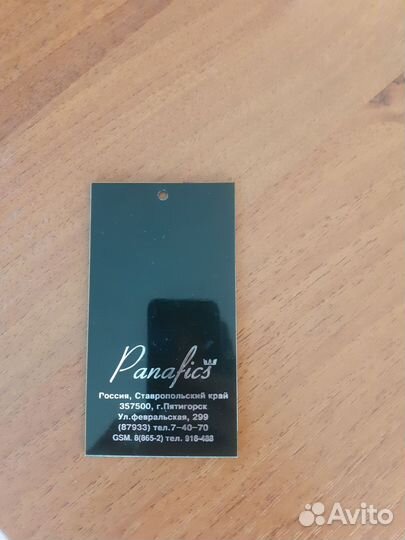 Panafics
Россия, Ставропольский край
357500, г.Пятигорск
Ул.февральская, 299
(87933) тел.7-40-70
GSM. 8(865-2) тел. 918-488
Avito